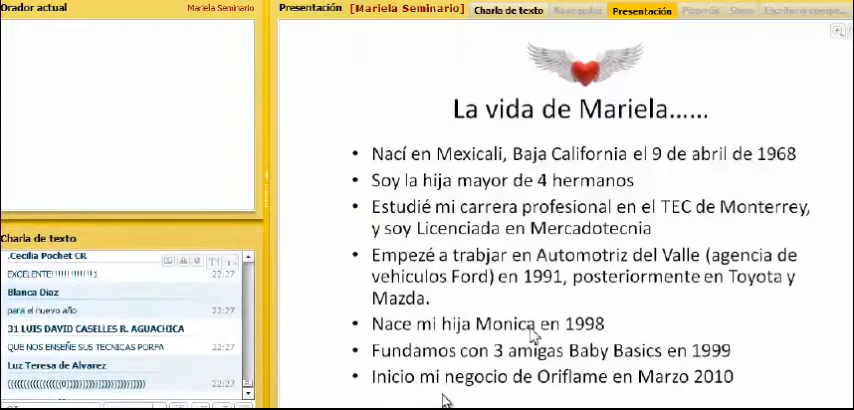 Orador actual
Mariela Seminario
Presentación
[Mariela Seminario]
Charla de texto
Navegador
Presentación
Pizarrón
Show
Escritorio compa...
La vida de Mariela......
• Nací en Mexicali, Baja California el 9 de abril de 1968
• Soy la hija mayor de 4 hermanos
• Estudié mi carrera profesional en el TEC de Monterrey,
y soy Licenciada en Mercadotecnia
• Empezé a trabjar en Automotriz del Valle (agencia de
vehiculos Ford) en 1991, posteriormente en Toyota y
Mazda.
• Nace mi hija Monica en 1998
• Fundamos con 3 amigas Baby Basics en 1999
• Inicio mi negocio de Oriflame en Marzo 2010
Charla de texto
.Cecilia Pochet CR
EXCELENTE!!!!!!!!!!!!!1
22:27
Blanca Diaz
para el nuevo año
22:27
31 LUIS DAVID CASELLES R. AGUACHICA
QUE NOS ENSEÑE SUS TECNICAS PORFA
22:27
Luz Teresa de Alvarez
22:27